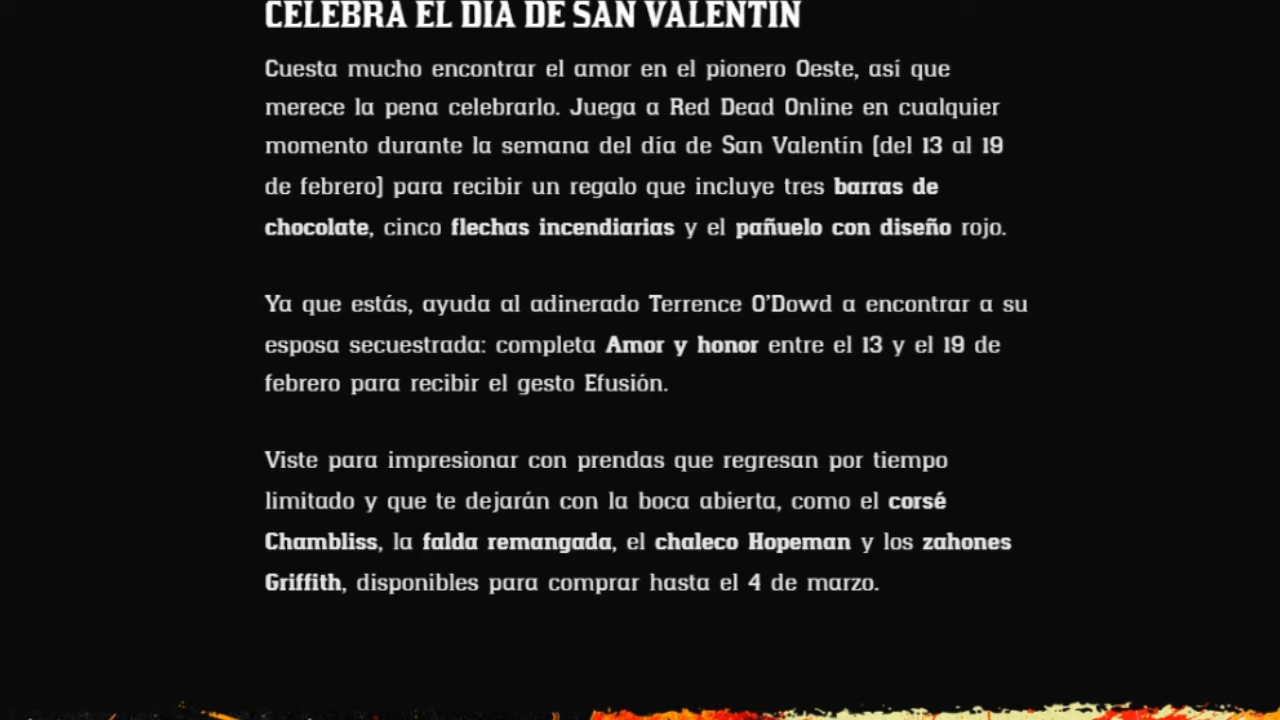 CELEBRA EL DÍA DE SAN VALENTÍN
Cuesta mucho encontrar el amor en el pionero Oeste, así que
merece la pena celebrarlo. Juega a Red Dead Online en cualquier
momento durante la semana del día de San Valentín (del 13 al 19
de febrero) para recibir un regalo que incluye tres barras de
chocolate, cinco flechas incendiarias y el pañuelo con diseño rojo.
Ya que estás, ayuda al adinerado Terrence O'Dowd a encontrar a su
esposa secuestrada: completa Amor y honor entre el 13 y el 19 de
febrero para recibir el gesto Efusión.
Viste para impresionar con prendas que regresan por tiempo
limitado y que te dejarán con la boca abierta, como el corsé
Chambliss, la falda remangada, el chaleco Hopeman y los zahones
Griffith, disponibles para comprar hasta el 4 de marzo.